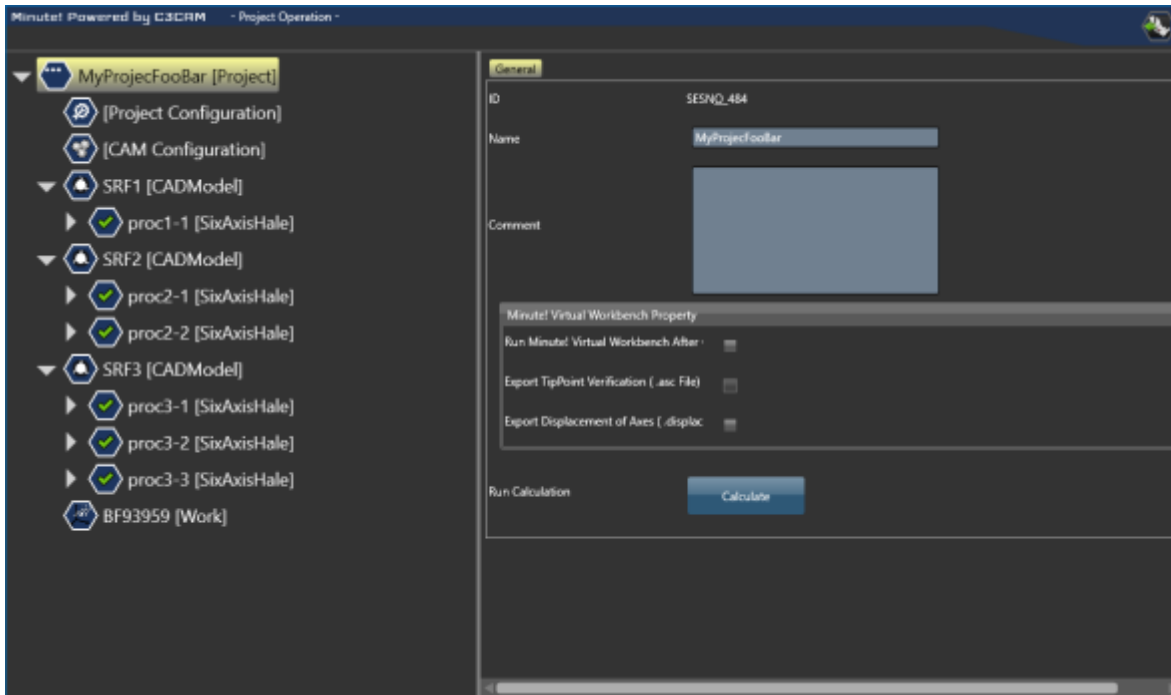 Minute! Powered by C3CAM - Project Operation -
MyProjecFooBar [Project]
[Project Configuration]
[CAM Configuration]
SRF1 [CADModel]
proc1-1 [SixAxisHale]
SRF2 [CADModel]
proc2-1 [SixAxisHale]
proc2-2 [SixAxisHale]
SRF3 [CADModel]
proc3-1 [SixAxisHale]
proc3-2 [SixAxisHale]
proc3-3 [SixAxisHale]
BF93959 [Work]
General
ID SESNO_484
Name MyProjecFooBar
Comment
Minute! Virtual Workbench Property
Run Minute! Virtual Workbench After
Export TipPoint Verification ( .asc File)
Export Displacement of Axes ( .displac
Run Calculation Calculate